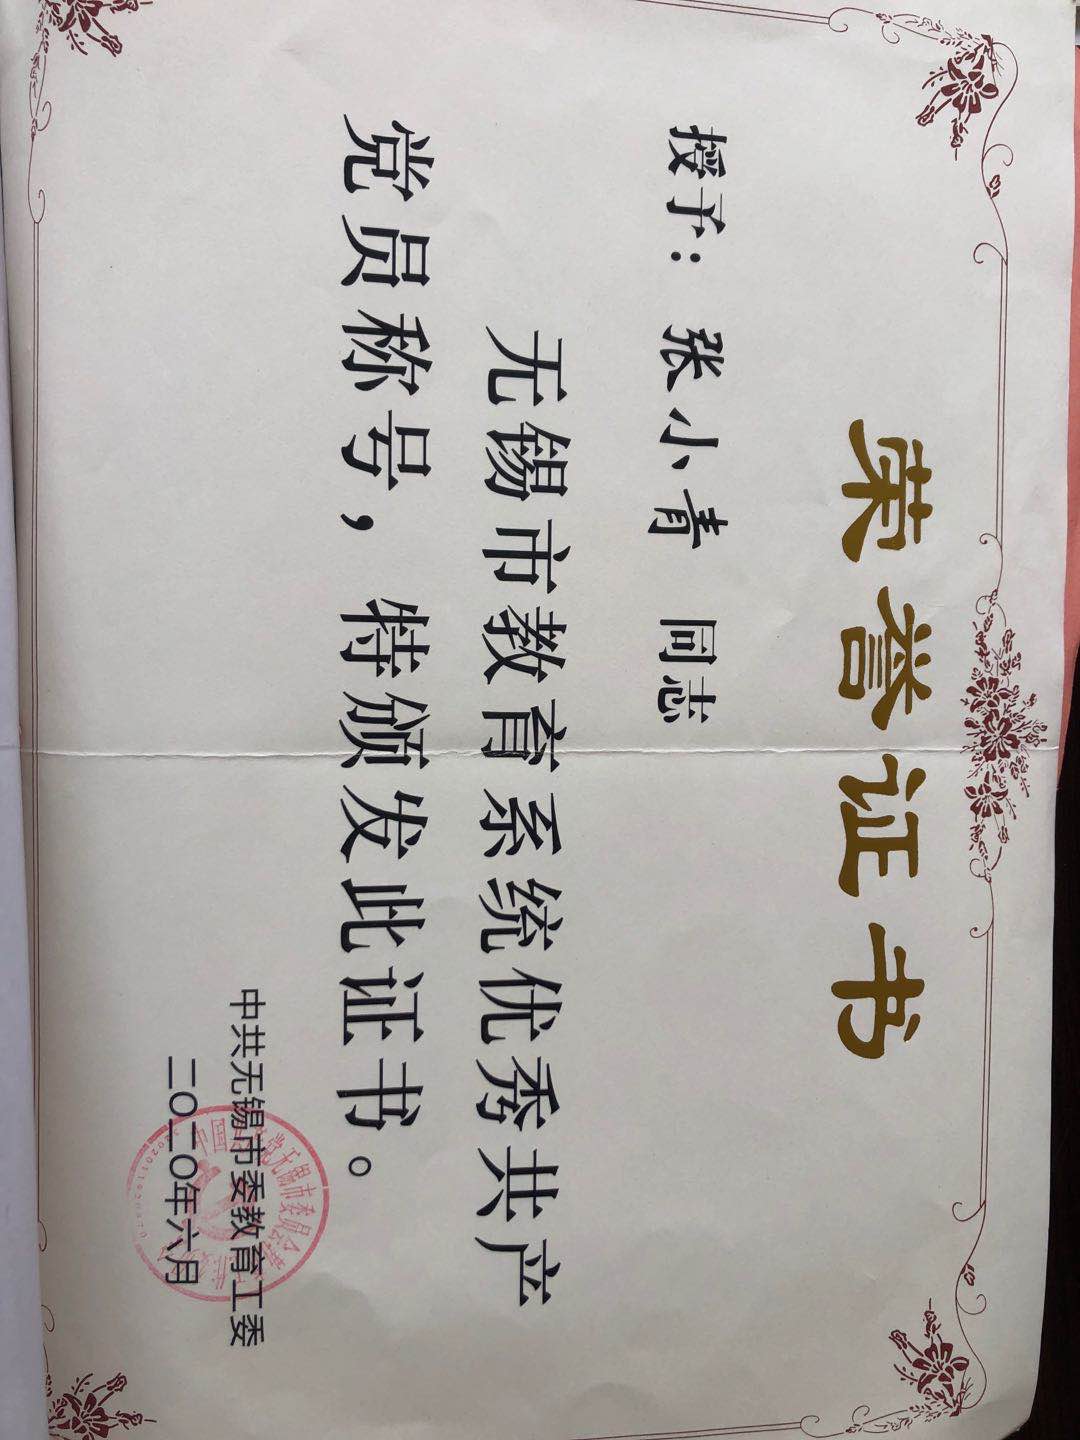 荣誉证书
授予：张小青 同志
无锡市教育系统优秀共产
党员称号，特颁发此证书。
中共无锡市委教育工委
二〇二〇年六月